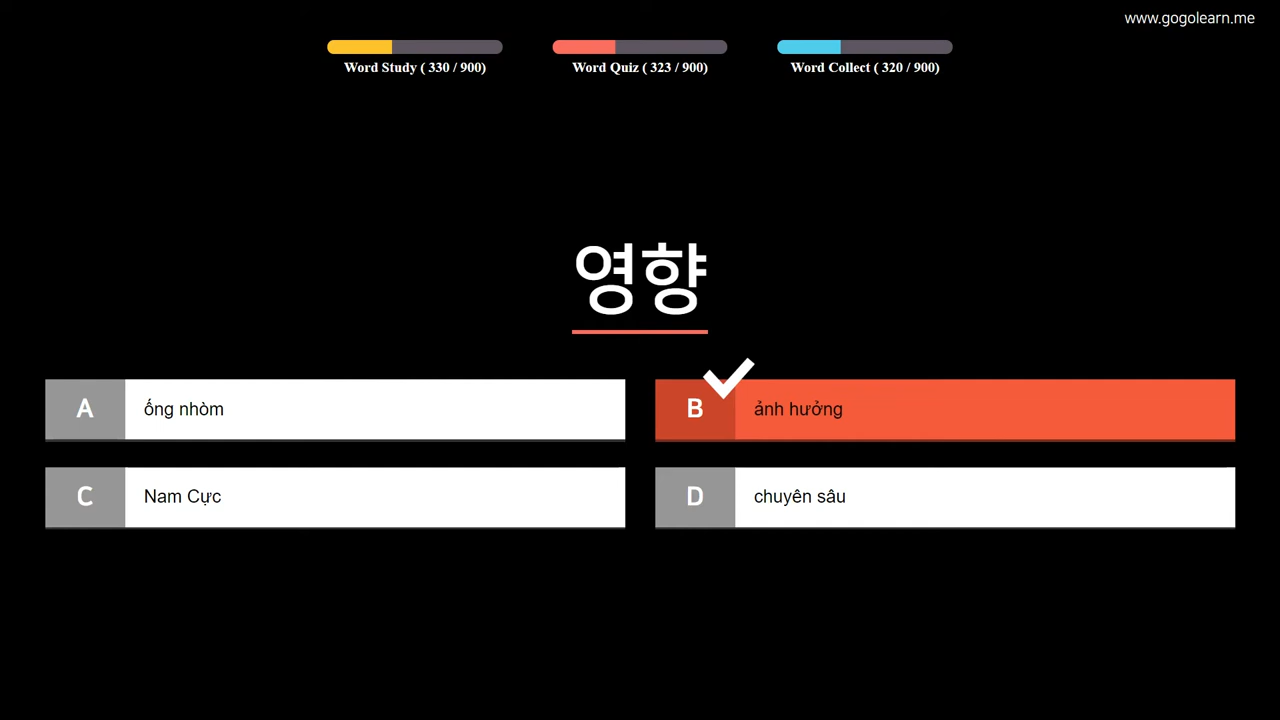 www.gogolearn.me
Word Study ( 330 / 900)
Word Quiz ( 323 / 900)
Word Collect ( 320 / 900)
영향
A ống nhòm
B ảnh hưởng
C Nam Cực
D chuyên sâu